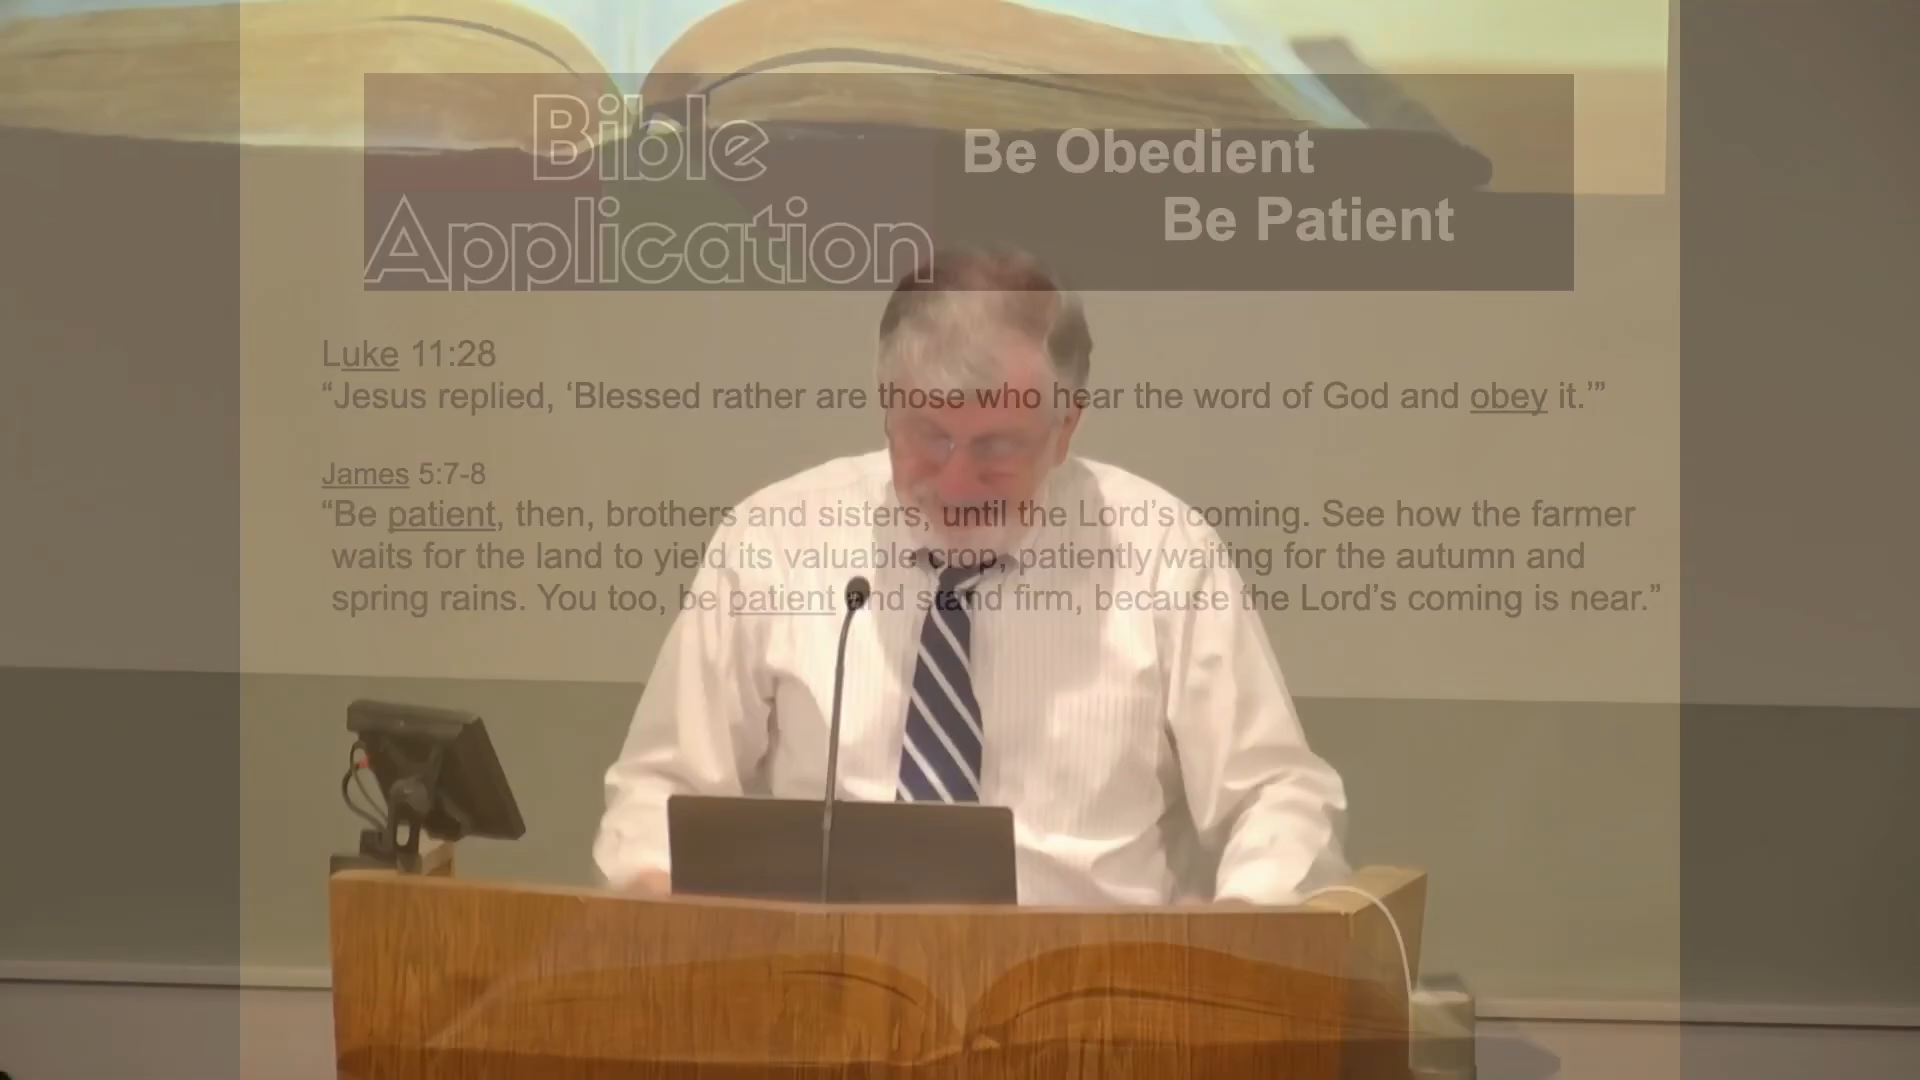 Bible
Application
Be Obedient
Be Patient
Luke 11:28
“Jesus replied, ‘Blessed rather are those who hear the word of God and obey it.’”
James 5:7-8
“Be patient, then, brothers and sisters, until the Lord’s coming. See how the farmer
waits for the land to yield its valuable crop, patiently waiting for the autumn and
spring rains. You too, be patient and stand firm, because the Lord’s coming is near.”